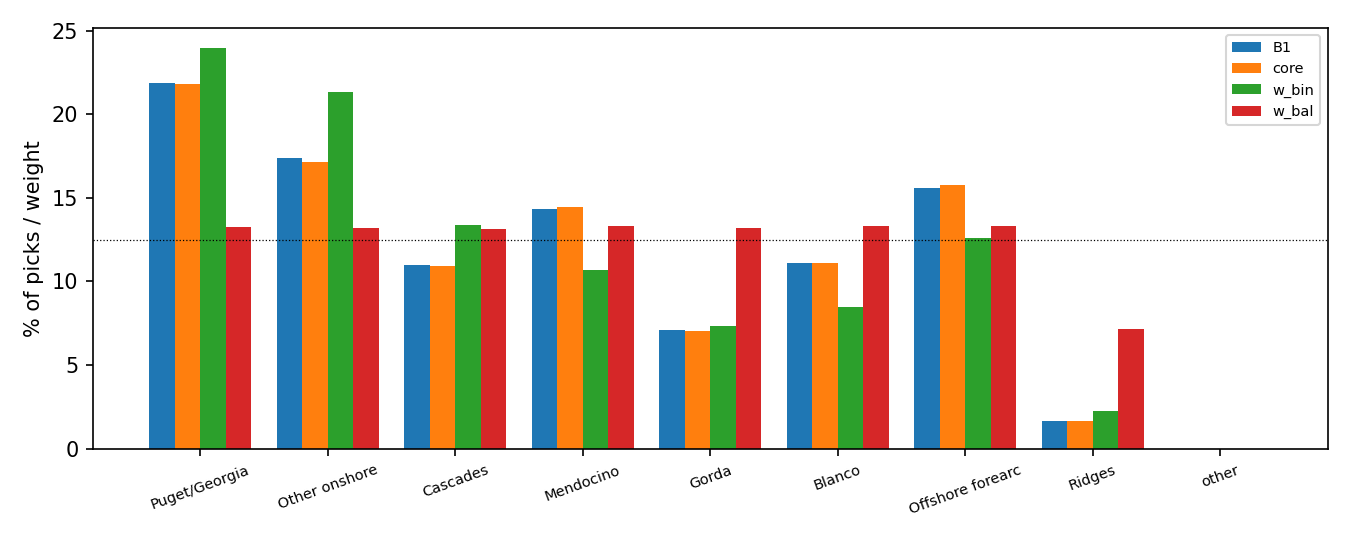 25
20
15
10
5
0
% of picks / weight
B1
core
w_bin
w_bal
Puget/Georgia
Other onshore
Cascades
Mendocino
Gorda
Blanco
Offshore forearc
Ridges
other